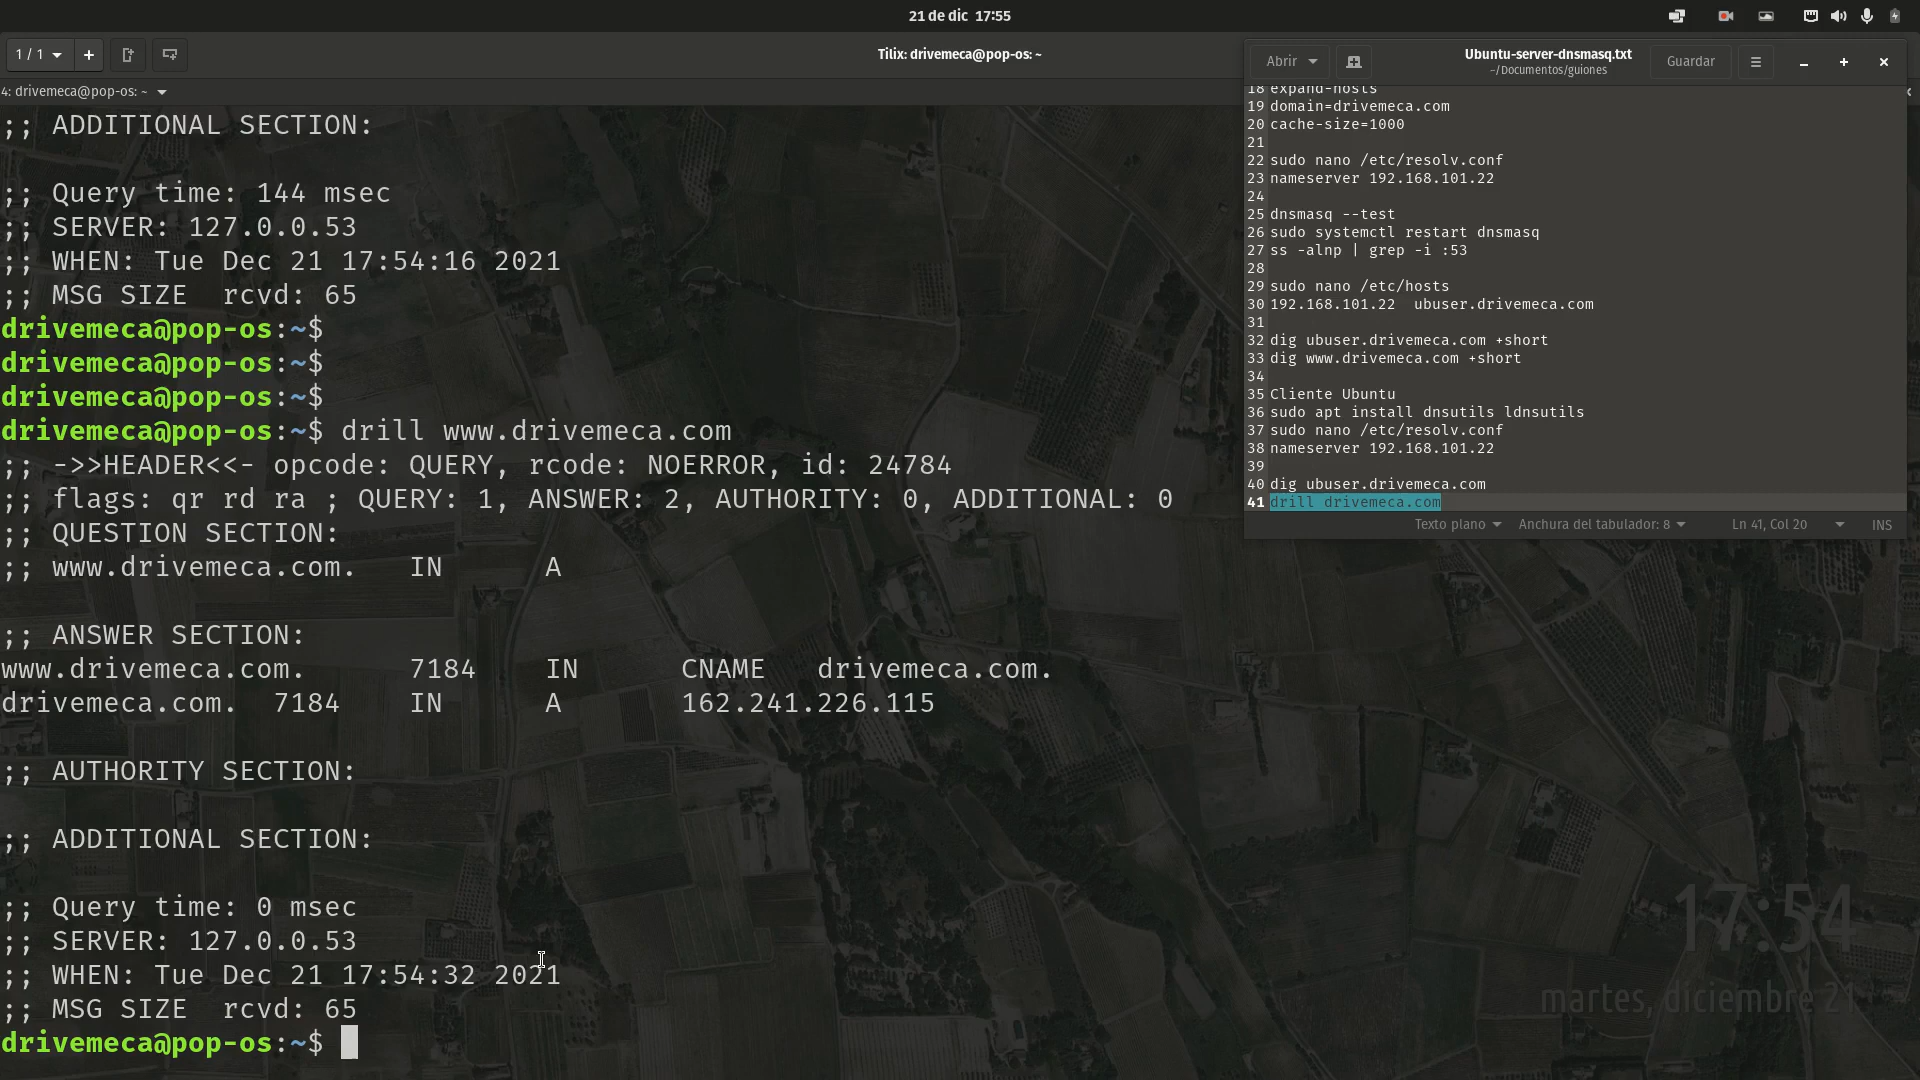 21 de dic  17:55
1 / 1
Tilix: drivemeca@pop-os: ~
4: drivemeca@pop-os: ~
;; ADDITIONAL SECTION:
;; Query time: 144 msec
;; SERVER: 127.0.0.53
;; WHEN: Tue Dec 21 17:54:16 2021
;; MSG SIZE  rcvd: 65
drivemeca@pop-os:~$
drivemeca@pop-os:~$
drivemeca@pop-os:~$
drivemeca@pop-os:~$ drill www.drivemeca.com
;; ->>HEADER<<- opcode: QUERY, rcode: NOERROR, id: 24784
;; flags: qr rd ra ; QUERY: 1, ANSWER: 2, AUTHORITY: 0, ADDITIONAL: 0
;; QUESTION SECTION:
;; www.drivemeca.com.	IN	A
;; ANSWER SECTION:
www.drivemeca.com.	7184	IN	CNAME	drivemeca.com.
drivemeca.com.	7184	IN	A	162.241.226.115
;; AUTHORITY SECTION:
;; ADDITIONAL SECTION:
;; Query time: 0 msec
;; SERVER: 127.0.0.53
;; WHEN: Tue Dec 21 17:54:32 2021
;; MSG SIZE  rcvd: 65
drivemeca@pop-os:~$
Abrir
Ubuntu-server-dnsmasq.txt
~/Documentos/guiones
Guardar
18 expand-hosts
19 domain=drivemeca.com
20 cache-size=1000
21
22 sudo nano /etc/resolv.conf
23 nameserver 192.168.101.22
24
25 dnsmasq --test
26 sudo systemctl restart dnsmasq
27 ss -alnp | grep -i :53
28
29 sudo nano /etc/hosts
30 192.168.101.22  ubuser.drivemeca.com
31
32 dig ubuser.drivemeca.com +short
33 dig www.drivemeca.com +short
34
35 Cliente Ubuntu
36 sudo apt install dnsutils ldnsutils
37 sudo nano /etc/resolv.conf
38 nameserver 192.168.101.22
39
40 dig ubuser.drivemeca.com
41 drill drivemeca.com
Texto plano  Anchura del tabulador: 8  Ln 41, Col 20  INS
17:54
martes, diciembre 21